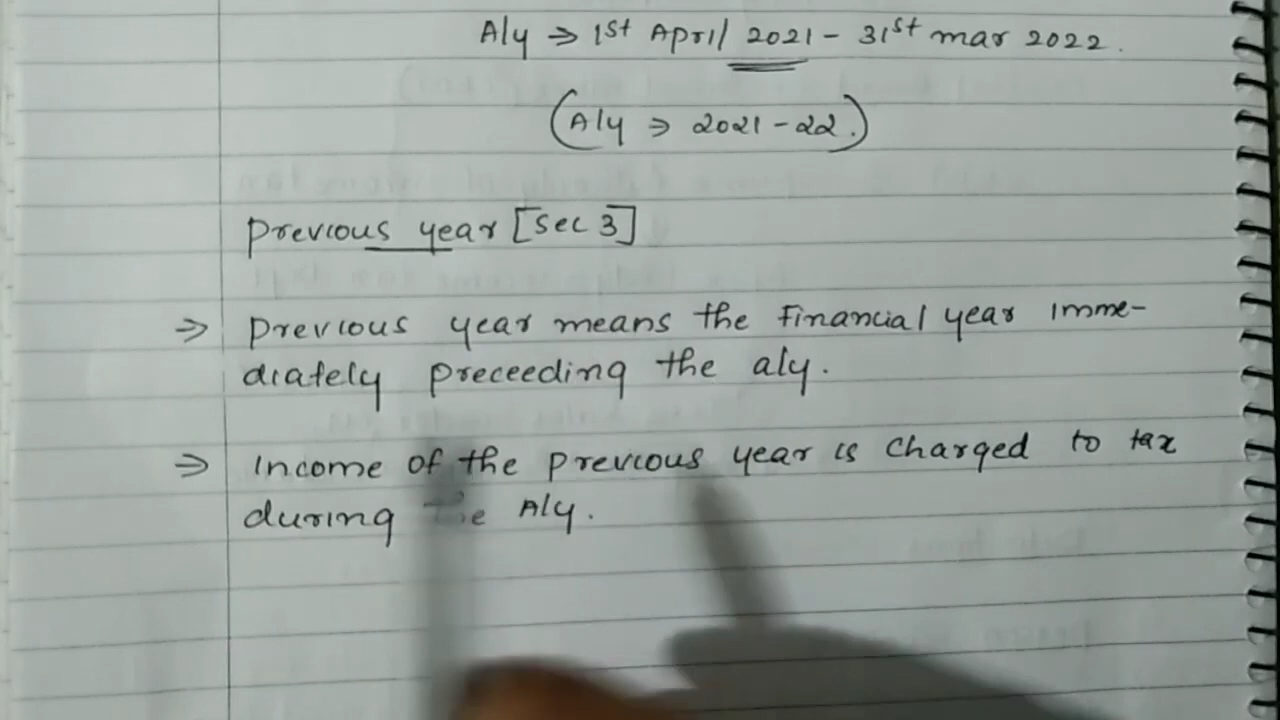 A/y ⇒ 1st April 2021 - 31st mar 2022.
(A/y ⇒ 2021-22.)
Previous year [Sec 3]
⇒ Previous year means the Financial year imme-
diately preceeding the a/y.
⇒ Income of the previous year is charged to tax
during the A/y.